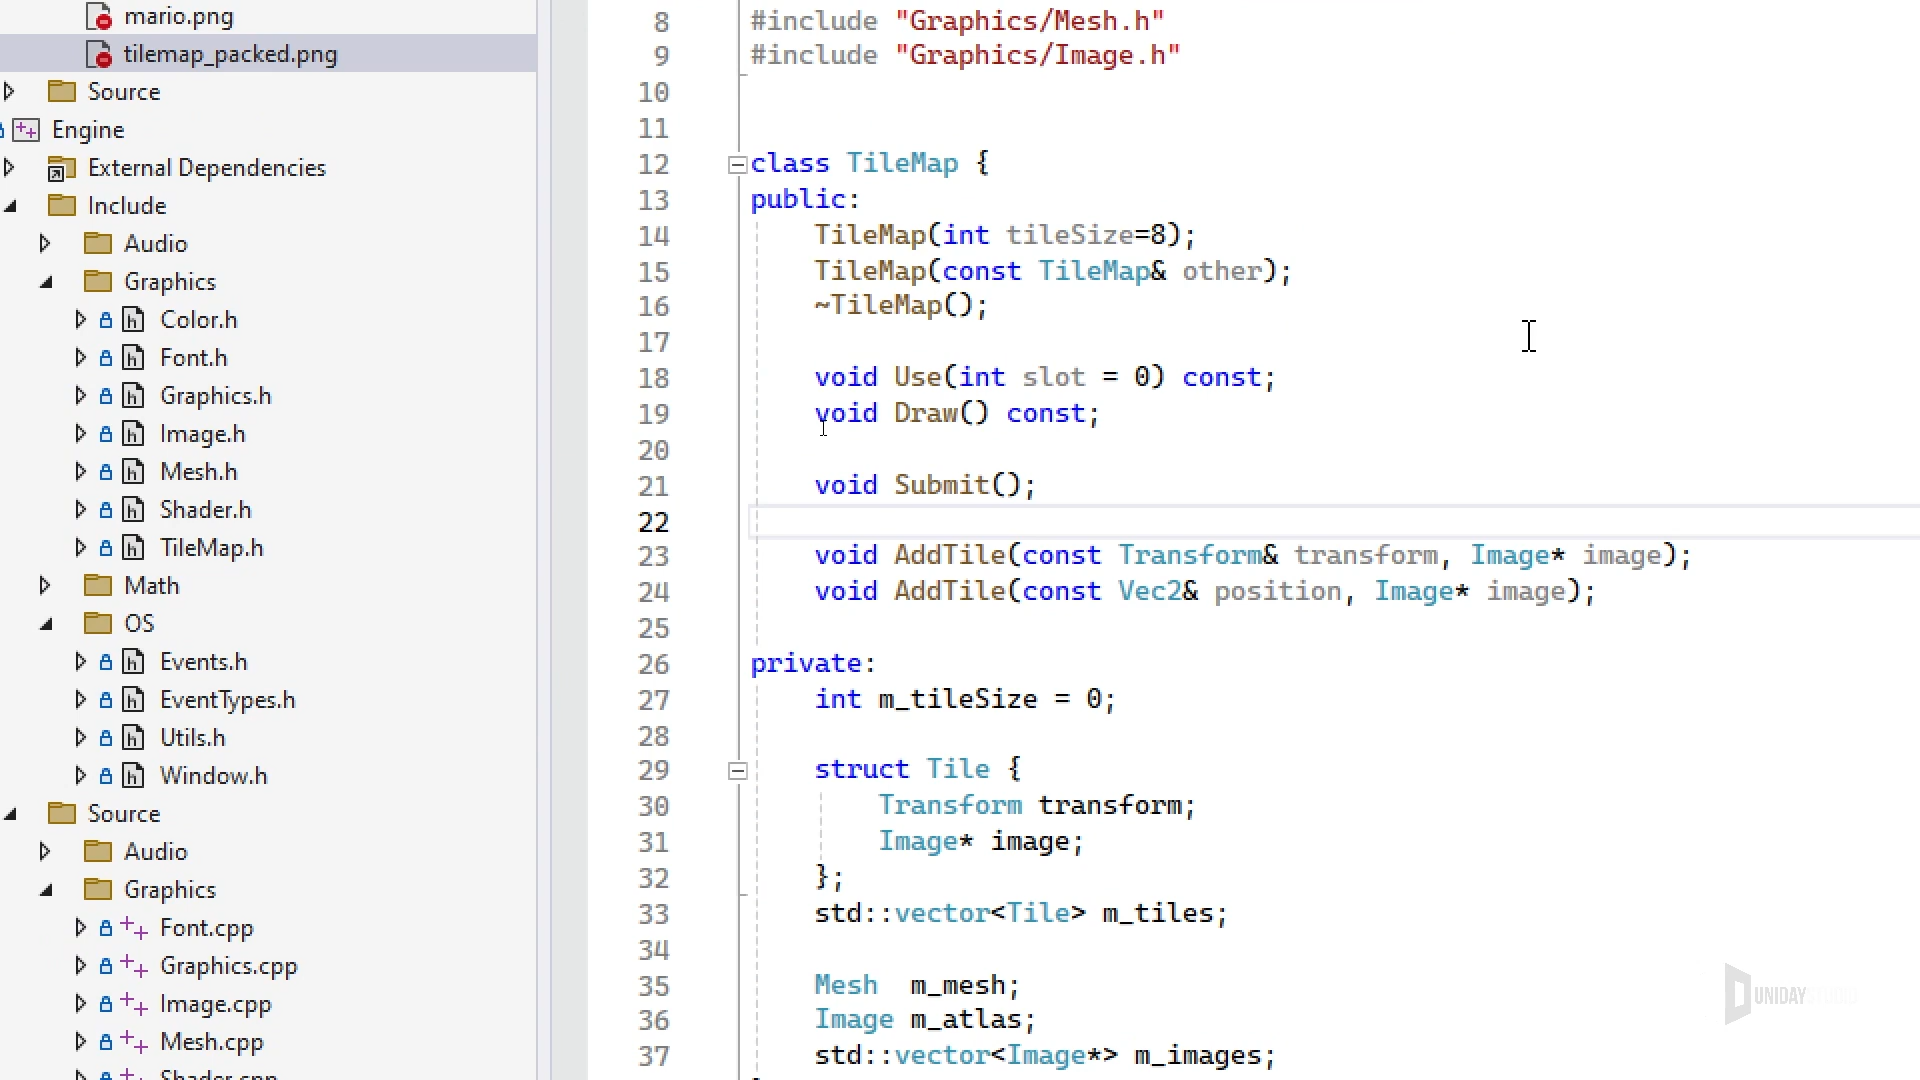 mario.png
tilemap_packed.png
Source
Engine
External Dependencies
Include
Audio
Graphics
Color.h
Font.h
Graphics.h
Image.h
Mesh.h
Shader.h
TileMap.h
Math
OS
Events.h
EventTypes.h
Utils.h
Window.h
Source
Audio
Graphics
Font.cpp
Graphics.cpp
Image.cpp
Mesh.cpp
Shader.cpp
8 #include "Graphics/Mesh.h"
9 #include "Graphics/Image.h"
10
11
12 class TileMap {
13 public:
14 TileMap(int tileSize=8);
15 TileMap(const TileMap& other);
16 ~TileMap();
17
18 void Use(int slot = 0) const;
19 void Draw() const;
20
21 void Submit();
22
23 void AddTile(const Transform& transform, Image* image);
24 void AddTile(const Vec2& position, Image* image);
25
26 private:
27 int m_tileSize = 0;
28
29 struct Tile {
30 Transform transform;
31 Image* image;
32 };
33 std::vector<Tile> m_tiles;
34
35 Mesh  m_mesh;
36 Image m_atlas;
37 std::vector<Image*> m_images;
UNIDAY